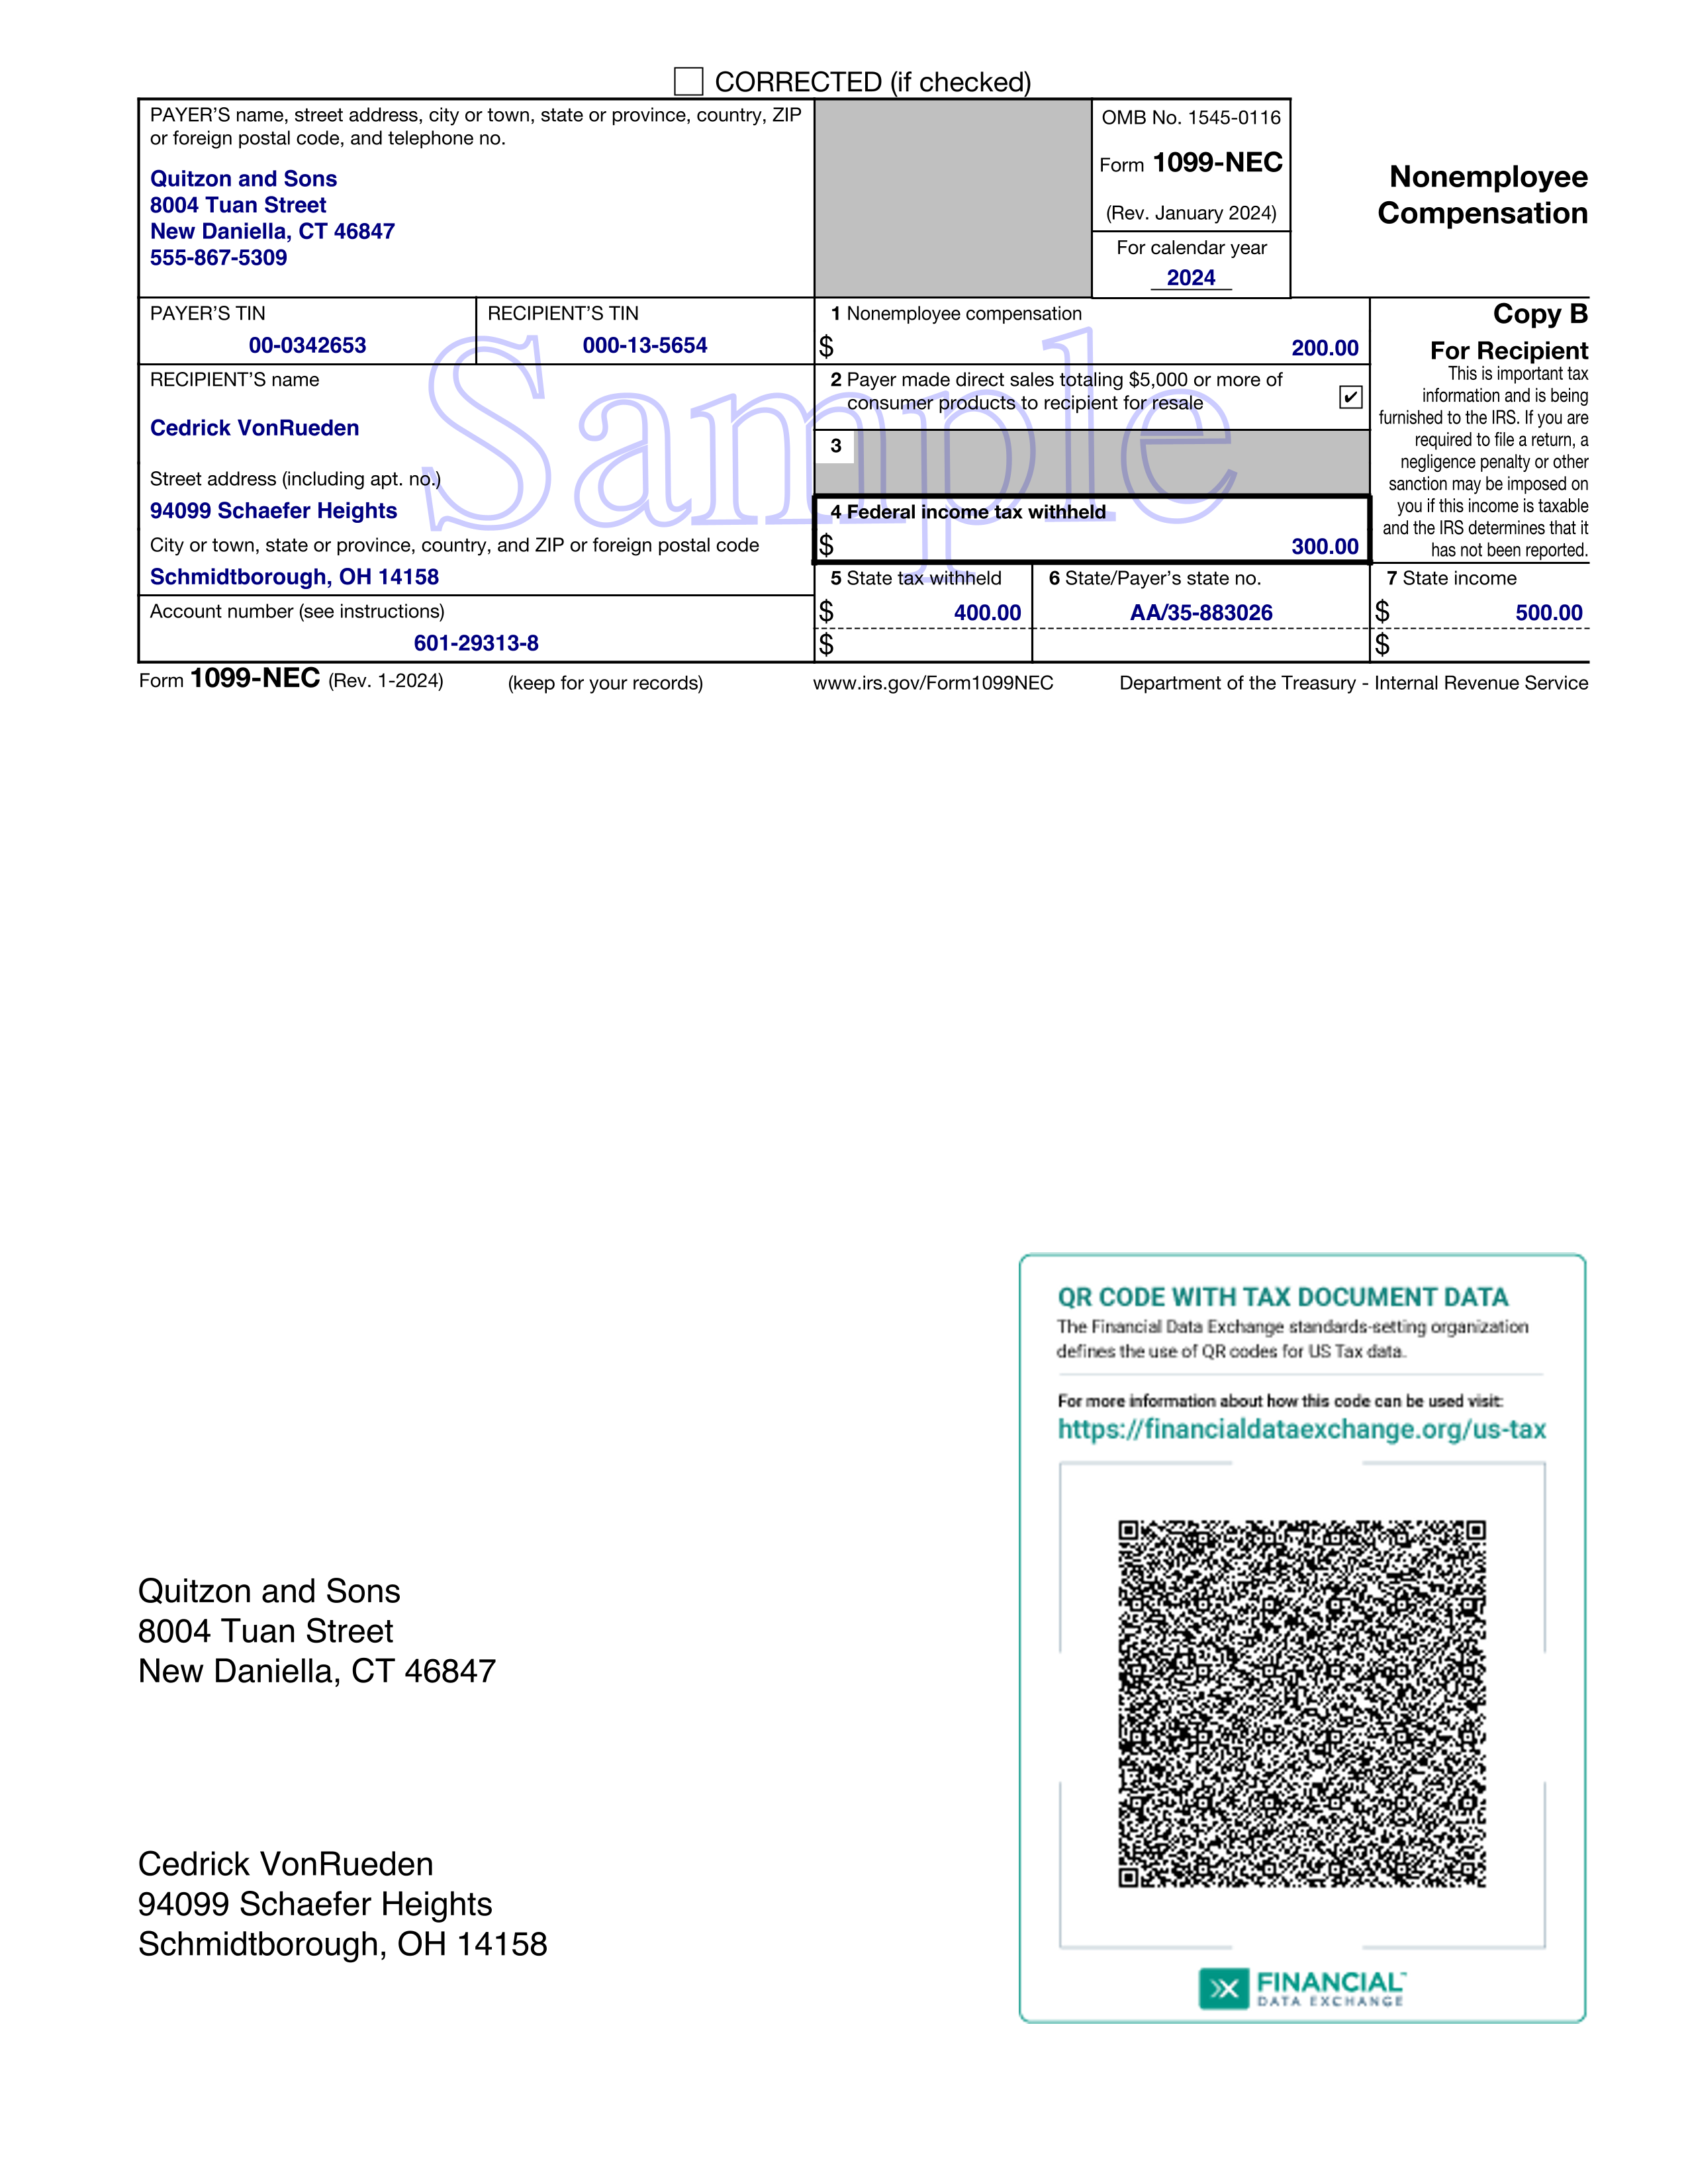 CORRECTED (if checked)
PAYER'S name, street address, city or town, state or province, country, ZIP
or foreign postal code, and telephone no.
Quitzon and Sons
8004 Tuan Street
New Daniella, CT 46847
555-867-5309
OMB No. 1545-0116
Form 1099-NEC
(Rev. January 2024)
For calendar year
2024
Nonemployee
Compensation
PAYER'S TIN
00-0342653
RECIPIENT'S TIN
000-13-5654
1 Nonemployee compensation
$ 200.00
Copy B
For Recipient
This is important tax
information and is being
furnished to the IRS. If you are
required to file a return, a
negligence penalty or other
sanction may be imposed on
you if this income is taxable
and the IRS determines that it
has not been reported.
RECIPIENT'S name
Cedrick VonRueden
2 Payer made direct sales totaling $5,000 or more of
consumer products to recipient for resale ✔
3
Street address (including apt. no.)
94099 Schaefer Heights
4 Federal income tax withheld
$ 300.00
City or town, state or province, country, and ZIP or foreign postal code
Schmidtborough, OH 14158
5 State tax withheld
$ 400.00
$
6 State/Payer's state no.
AA/35-883026
7 State income
$ 500.00
$
Account number (see instructions)
601-29313-8
Sample
Form 1099-NEC (Rev. 1-2024) (keep for your records) www.irs.gov/Form1099NEC Department of the Treasury - Internal Revenue Service
QR CODE WITH TAX DOCUMENT DATA
The Financial Data Exchange standards-setting organization
defines the use of QR codes for US Tax data.
For more information about how this code can be used visit:
https://financialdataexchange.org/us-tax
FINANCIAL™
DATA EXCHANGE
Quitzon and Sons
8004 Tuan Street
New Daniella, CT 46847
Cedrick VonRueden
94099 Schaefer Heights
Schmidtborough, OH 14158